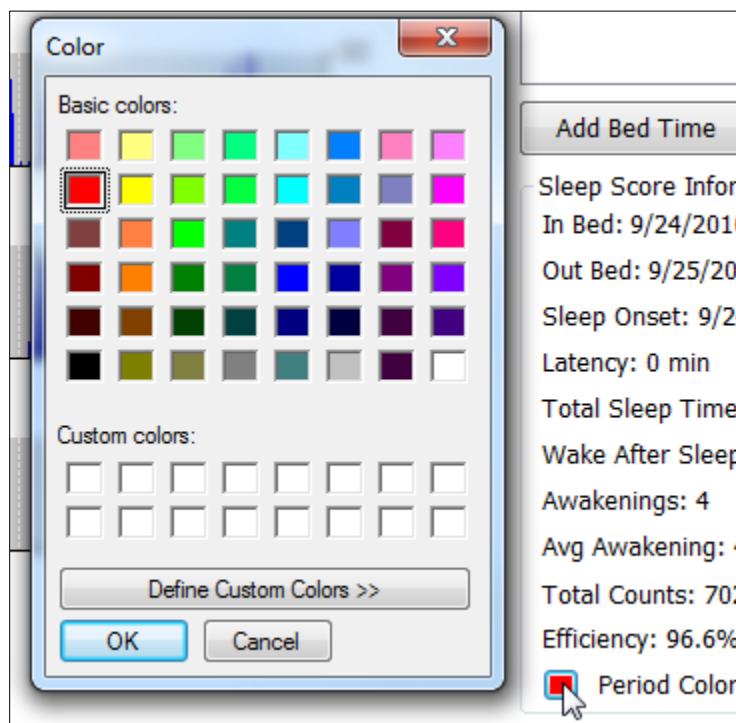 Color
Basic colors:
Custom colors:
Define Custom Colors >>
OK
Cancel
Add Bed Time
Sleep Score Infor
In Bed: 9/24/201
Out Bed: 9/25/20
Sleep Onset: 9/2
Latency: 0 min
Total Sleep Time
Wake After Sleep
Awakenings: 4
Avg Awakening:
Total Counts: 702
Efficiency: 96.6%
Period Color